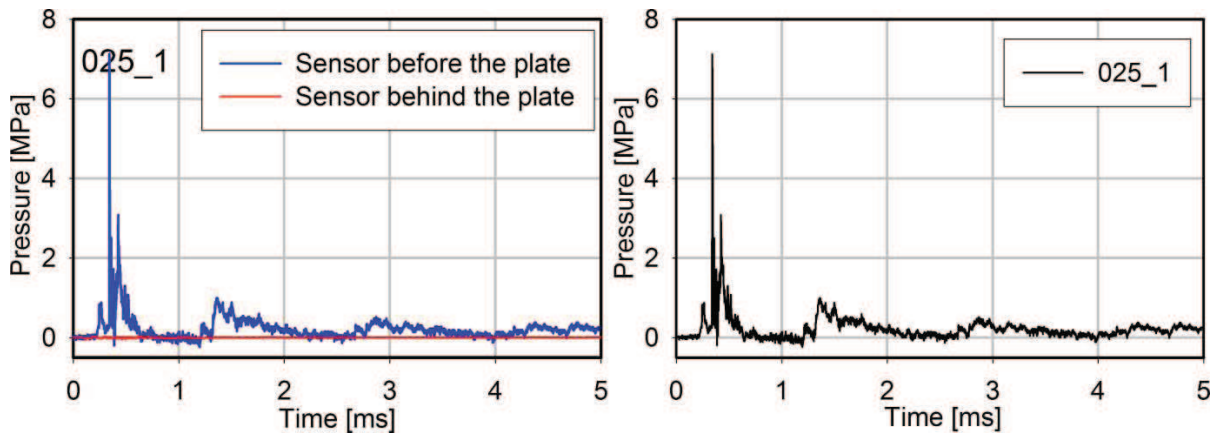 8
6
4
2
0
Pressure [MPa]
025_1
Sensor before the plate
Sensor behind the plate
0 1 2 3 4 5
Time [ms]
8
6
4
2
0
Pressure [MPa]
025_1
0 1 2 3 4 5
Time [ms]